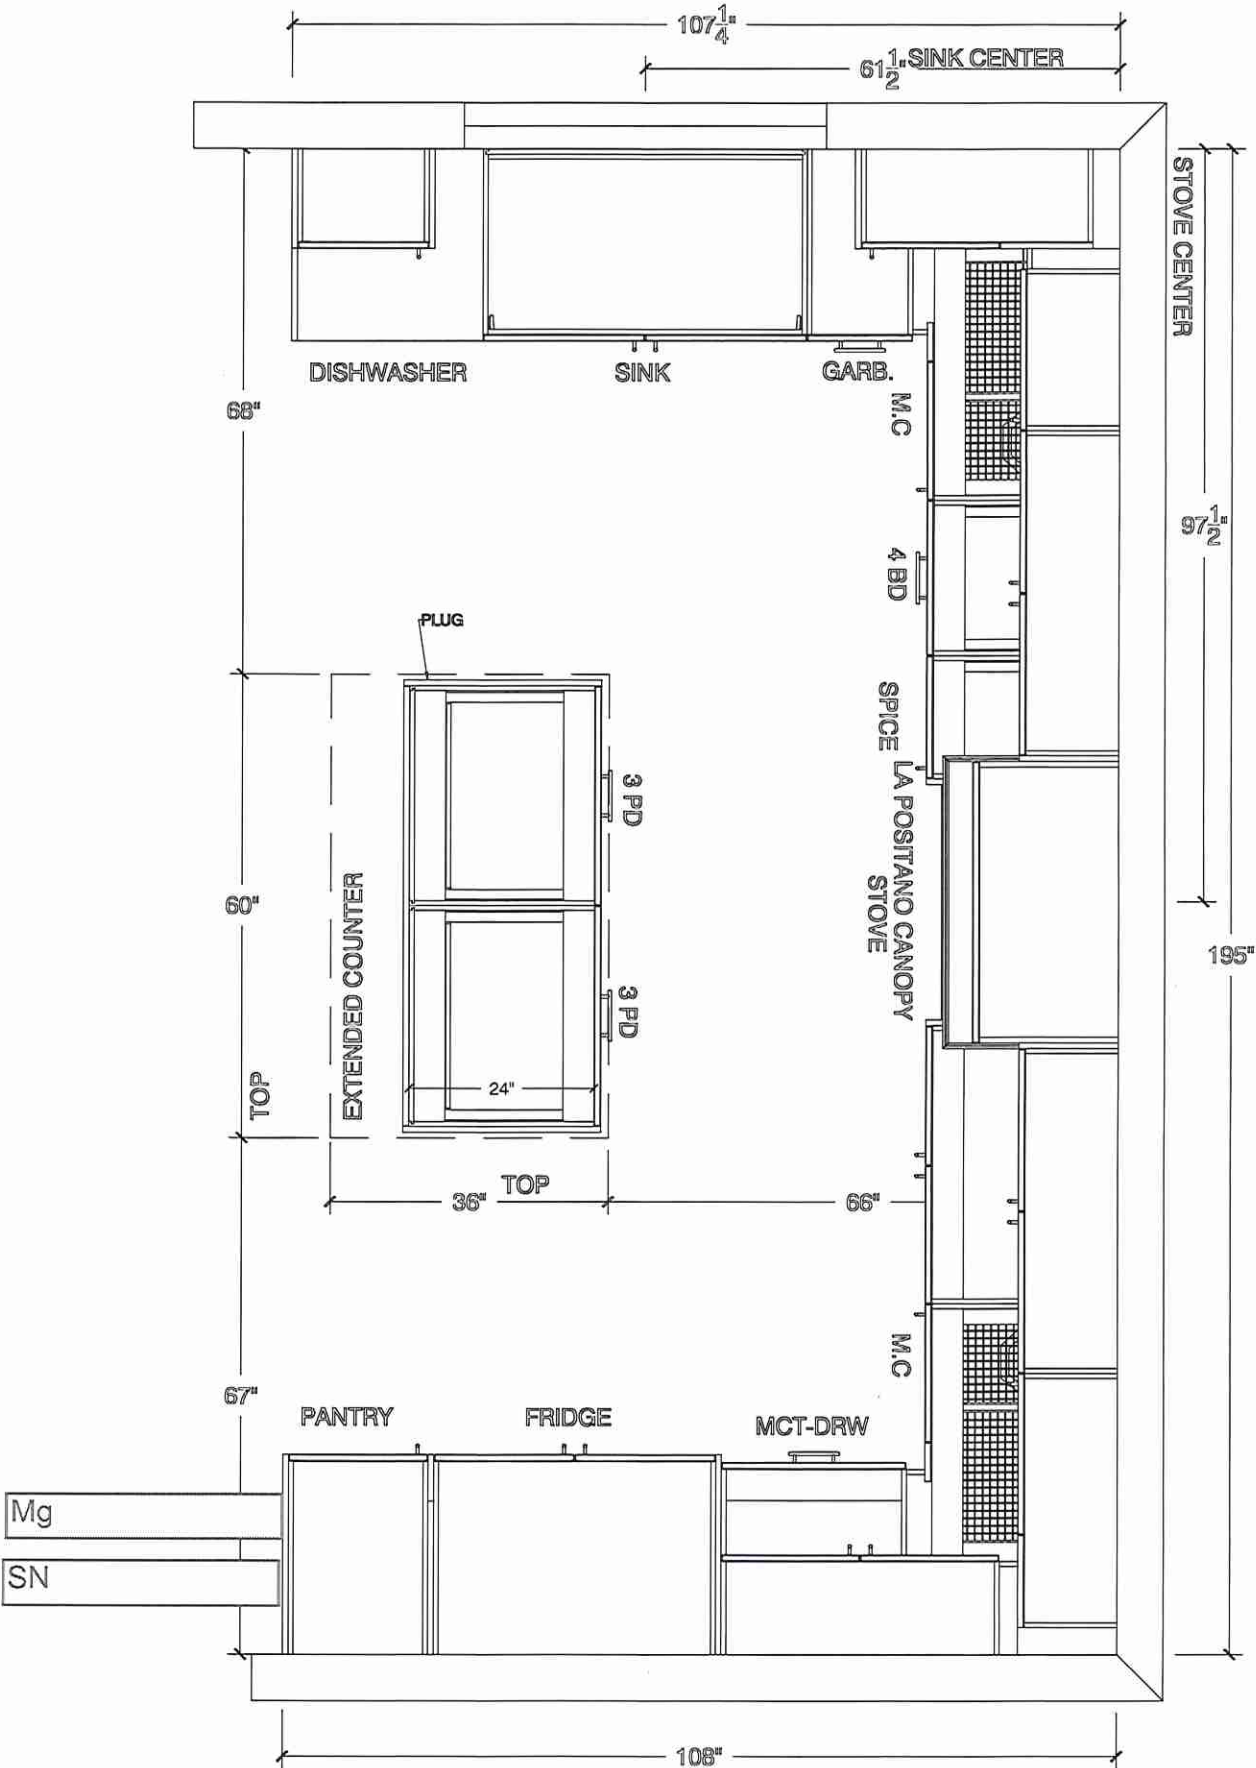 107 1/4"
61 1/2" SINK CENTER
STOVE CENTER
DISHWASHER
SINK
GARB.
68"
M.C
97 1/2"
4 BD
PLUG
SPICE
LA POSITANO CANOPY
STOVE
3 PD
60"
EXTENDED COUNTER
195"
3 PD
24"
TOP
TOP
36"
66"
M.C
67"
PANTRY
FRIDGE
MCT-DRW
Mg
SN
108"